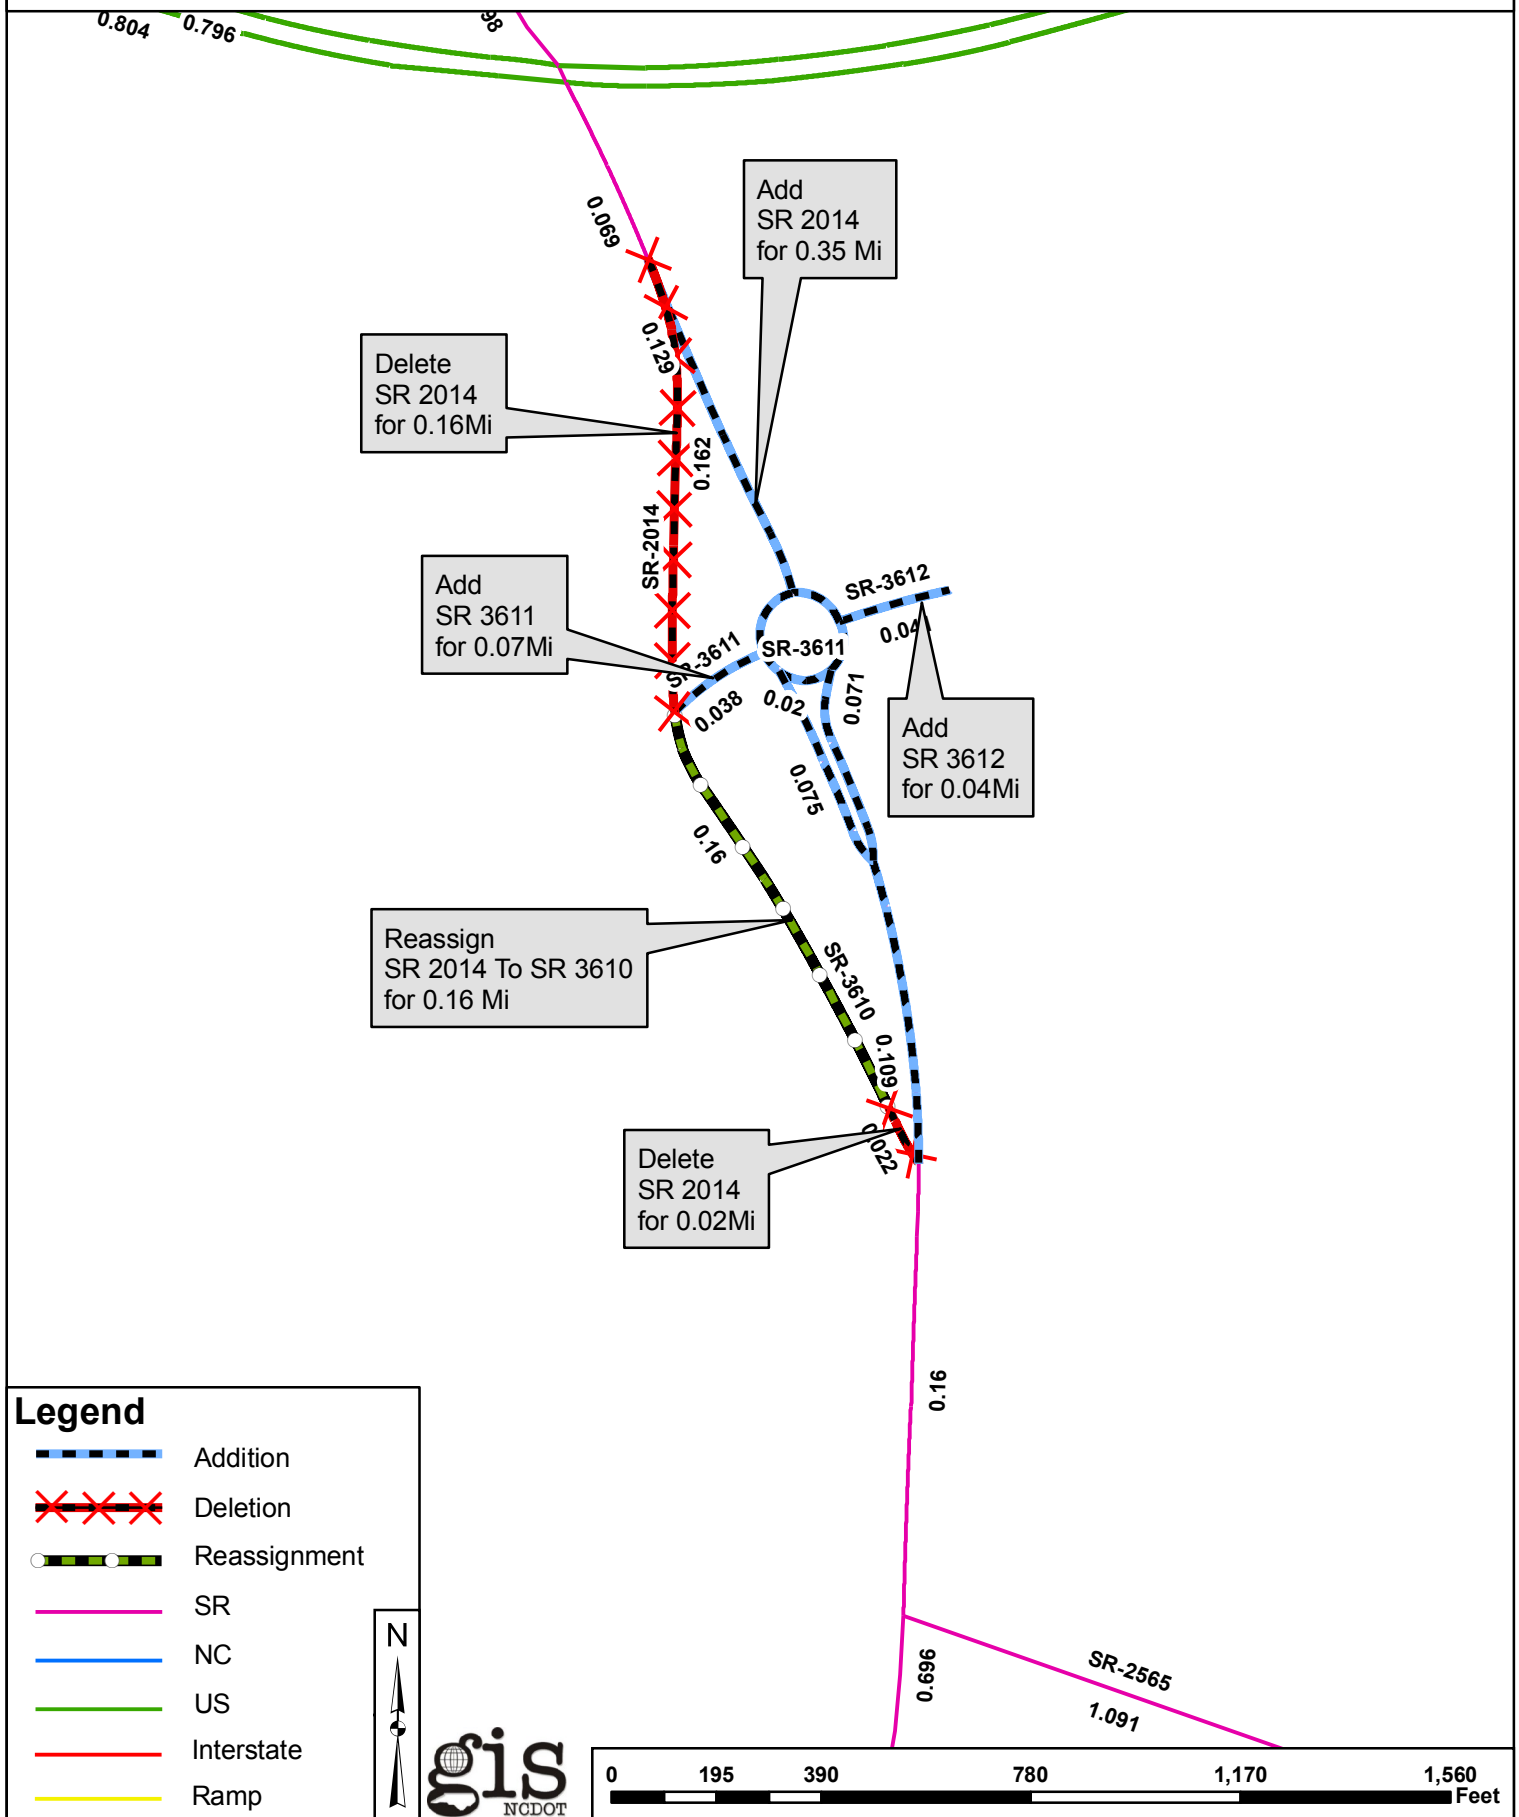 0.804
0.796
98
0.069
Add
SR 2014
for 0.35 Mi
0.129
Delete
SR 2014
for 0.16Mi
0.162
SR-2014
Add
SR 3611
for 0.07Mi
SR-3612
SR-3611
SR-3611
0.038
0.02
0.071
Add
SR 3612
for 0.04Mi
0.075
0.16
Reassign
SR 2014 To SR 3610
for 0.16 Mi
SR-3610
0.109
0.022
Delete
SR 2014
for 0.02Mi
0.16
0.696
SR-2565
1.091
Legend
Addition
Deletion
Reassignment
SR
NC
US
Interstate
Ramp
N
gis
NCDOT
0 195 390 780 1,170 1,560
Feet